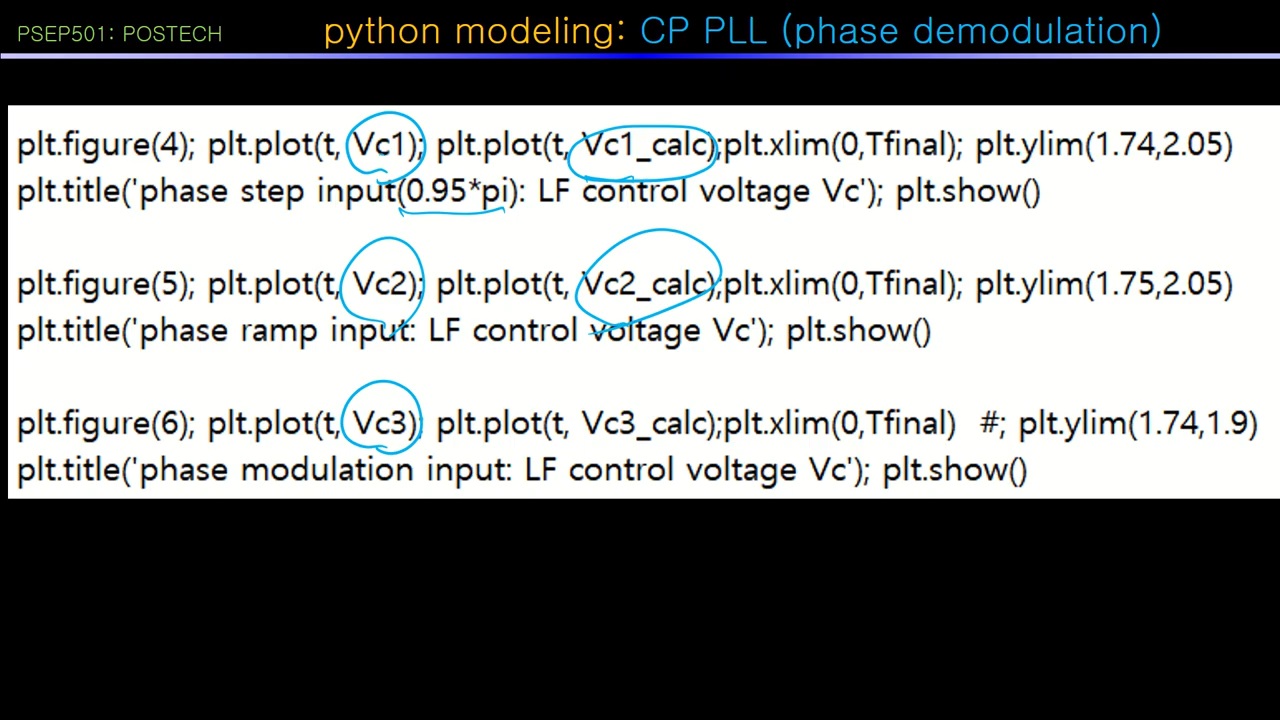 PSEP501: POSTECH
python modeling: CP PLL (phase demodulation)
plt.figure(4); plt.plot(t, Vc1); plt.plot(t, Vc1_calc);plt.xlim(0,Tfinal); plt.ylim(1.74,2.05)
plt.title('phase step input(0.95*pi): LF control voltage Vc'); plt.show()
plt.figure(5); plt.plot(t, Vc2); plt.plot(t, Vc2_calc);plt.xlim(0,Tfinal); plt.ylim(1.75,2.05)
plt.title('phase ramp input: LF control voltage Vc'); plt.show()
plt.figure(6); plt.plot(t, Vc3); plt.plot(t, Vc3_calc);plt.xlim(0,Tfinal) #; plt.ylim(1.74,1.9)
plt.title('phase modulation input: LF control voltage Vc'); plt.show()